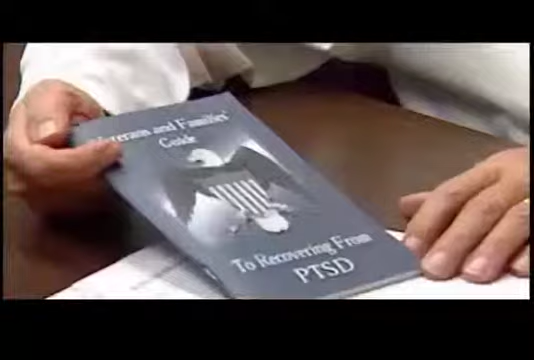 Veterans and Families'
Guide
To Recovering From
PTSD